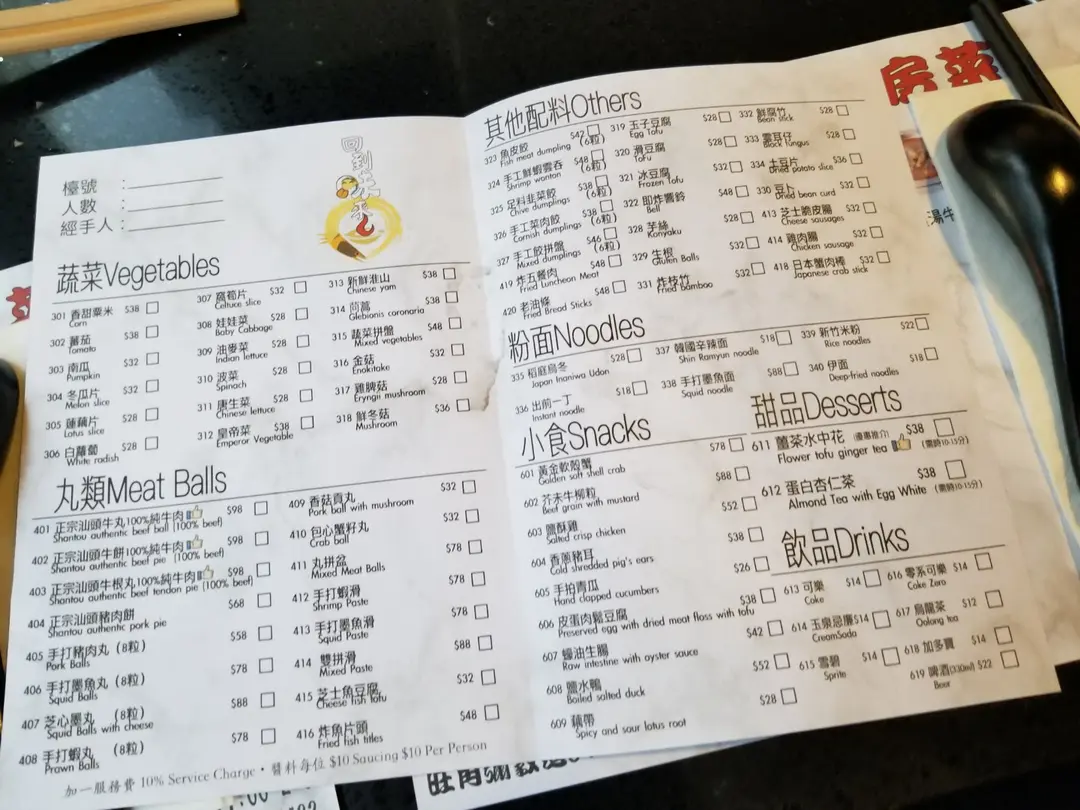 檯號 :
人數 :
經手人 :
蔬菜Vegetables
301 香甜粟米 $38
Corn
302 蕃茄 $38
Tomato
303 南瓜 $32
Pumpkin
304 冬瓜片 $32
Melon slice
305 蓮藕片 $28
Lotus slice
306 白蘿蔔 $28
White radish
307 萵筍片 $32
Celtuce slice
308 娃娃菜 $28
Baby Cabbage
309 油麥菜 $28
Indian lettuce
310 菠菜 $28
Spinach
311 唐生菜 $28
Chinese lettuce
312 皇帝菜 $38
Emperor Vegetable
313 新鮮淮山 $38
Chinese yam
314 茼蒿 $38
Glebionis coronaria
315 蔬菜拼盤 $48
Mixed vegetables
316 金菇 $32
Enokitake
317 雞脾菇 $28
Eryngii mushroom
318 鮮冬菇 $36
Mushroom
丸類Meat Balls
401 正宗汕頭牛丸100%純牛肉 $98
Shantou authentic beef ball (100% beef)
402 正宗汕頭牛餅100%純牛肉 $98
Shantou authentic beef pie (100% beef)
403 正宗汕頭牛根丸100%純牛肉 $98
Shantou authentic beef tendon pie (100% beef)
404 正宗汕頭豬肉餅 $68
Shantou authentic pork pie
405 手打豬肉丸 (8粒) $58
Pork Balls
406 手打墨魚丸 (8粒) $78
Squid Balls
407 芝心墨丸 (8粒) $88
Squid Balls with cheese
408 手打蝦丸 (8粒) $78
Prawn Balls
409 香菇貢丸 $32
Pork ball with mushroom
410 包心蟹籽丸 $32
Crab ball
411 丸拼盆 $78
Mixed Meat Balls
412 手打蝦滑 $78
Shrimp Paste
413 手打墨魚滑 $78
Squid Paste
414 雙拼滑 $88
Mixed Paste
415 芝士魚豆腐 $32
Cheese fish tofu
416 炸魚片頭 $48
Fried fish titles
加一服務費 10% Service Charge・醬料每位 $10 Saucing $10 Per Person
其他配料Others
323 魚皮餃 $42
Fish meat dumpling (6粒)
324 手工鮮蝦雲吞 $48
Shrimp wonton (6粒)
325 足料韮菜餃 $38
Chive dumplings (6粒)
326 手工菜肉餃 $38
Cornish dumplings (6粒)
327 手工餃拼盤 $46
Mixed dumplings (6粒)
419 炸五餐肉 $48
Fried Luncheon Meat
420 老油條 $48
Fried Bread Sticks
319 玉子豆腐 $28
Egg Tofu
320 滑豆腐 $28
Tofu
321 冰豆腐 $32
Frozen Tofu
322 即炸響鈴 $48
Bell
328 芋絲 $28
Konyaku
329 生根 $32
Gluten Balls
331 炸枝竹 $32
Fried Bamboo
332 鮮腐竹 $28
Bean stick
333 雲耳仔 $28
Black fungus
334 土豆片 $36
Dried potato slice
330 豆卜 $32
Dried bean curd
413 芝士脆皮腸 $32
Cheese sausages
414 雞肉腸 $32
Chicken sausage
418 日本蟹肉棒 $32
Japanese crab stick
粉面Noodles
335 稻庭烏冬 $28
Japan Inaniwa Udon
336 出前一丁 $18
Instant noodle
337 韓國辛辣面 $18
Shin Ramyun noodle
338 手打墨魚面 $88
Squid noodle
339 新竹米粉 $22
Rice noodles
340 伊面 $18
Deep-fried noodles
小食Snacks
601 黃金軟殼蟹 $78
Golden soft shell crab
602 芥末牛柳粒 $88
Beef grain with mustard
603 鹽酥雞 $52
Salted crisp chicken
604 香蔥豬耳 $38
Cold shredded pig's ears
605 手拍青瓜 $26
Hand clapped cucumbers
606 皮蛋肉鬆豆腐 $38
Preserved egg with dried meat floss with tofu
607 蠔油生腸 $42
Raw intestine with oyster sauce
608 鹽水鴨 $52
Boiled salted duck
609 藕帶 $28
Spicy and sour lotus root
甜品Desserts
611 薑茶水中花 (優惠推介) $38
Flower tofu ginger tea (需時10-15分)
612 蛋白杏仁茶 $38
Almond Tea with Egg White (需時10-15分)
飲品Drinks
613 可樂 $14
Coke
614 玉泉忌廉 $14
CreamSoda
615 雪碧 $14
Sprite
616 零系可樂 $14
Coke Zero
617 烏龍茶 $12
Oolong tea
618 加多寶 $14
619 啤酒(330ml) $22
Beer
房菜
湯牛